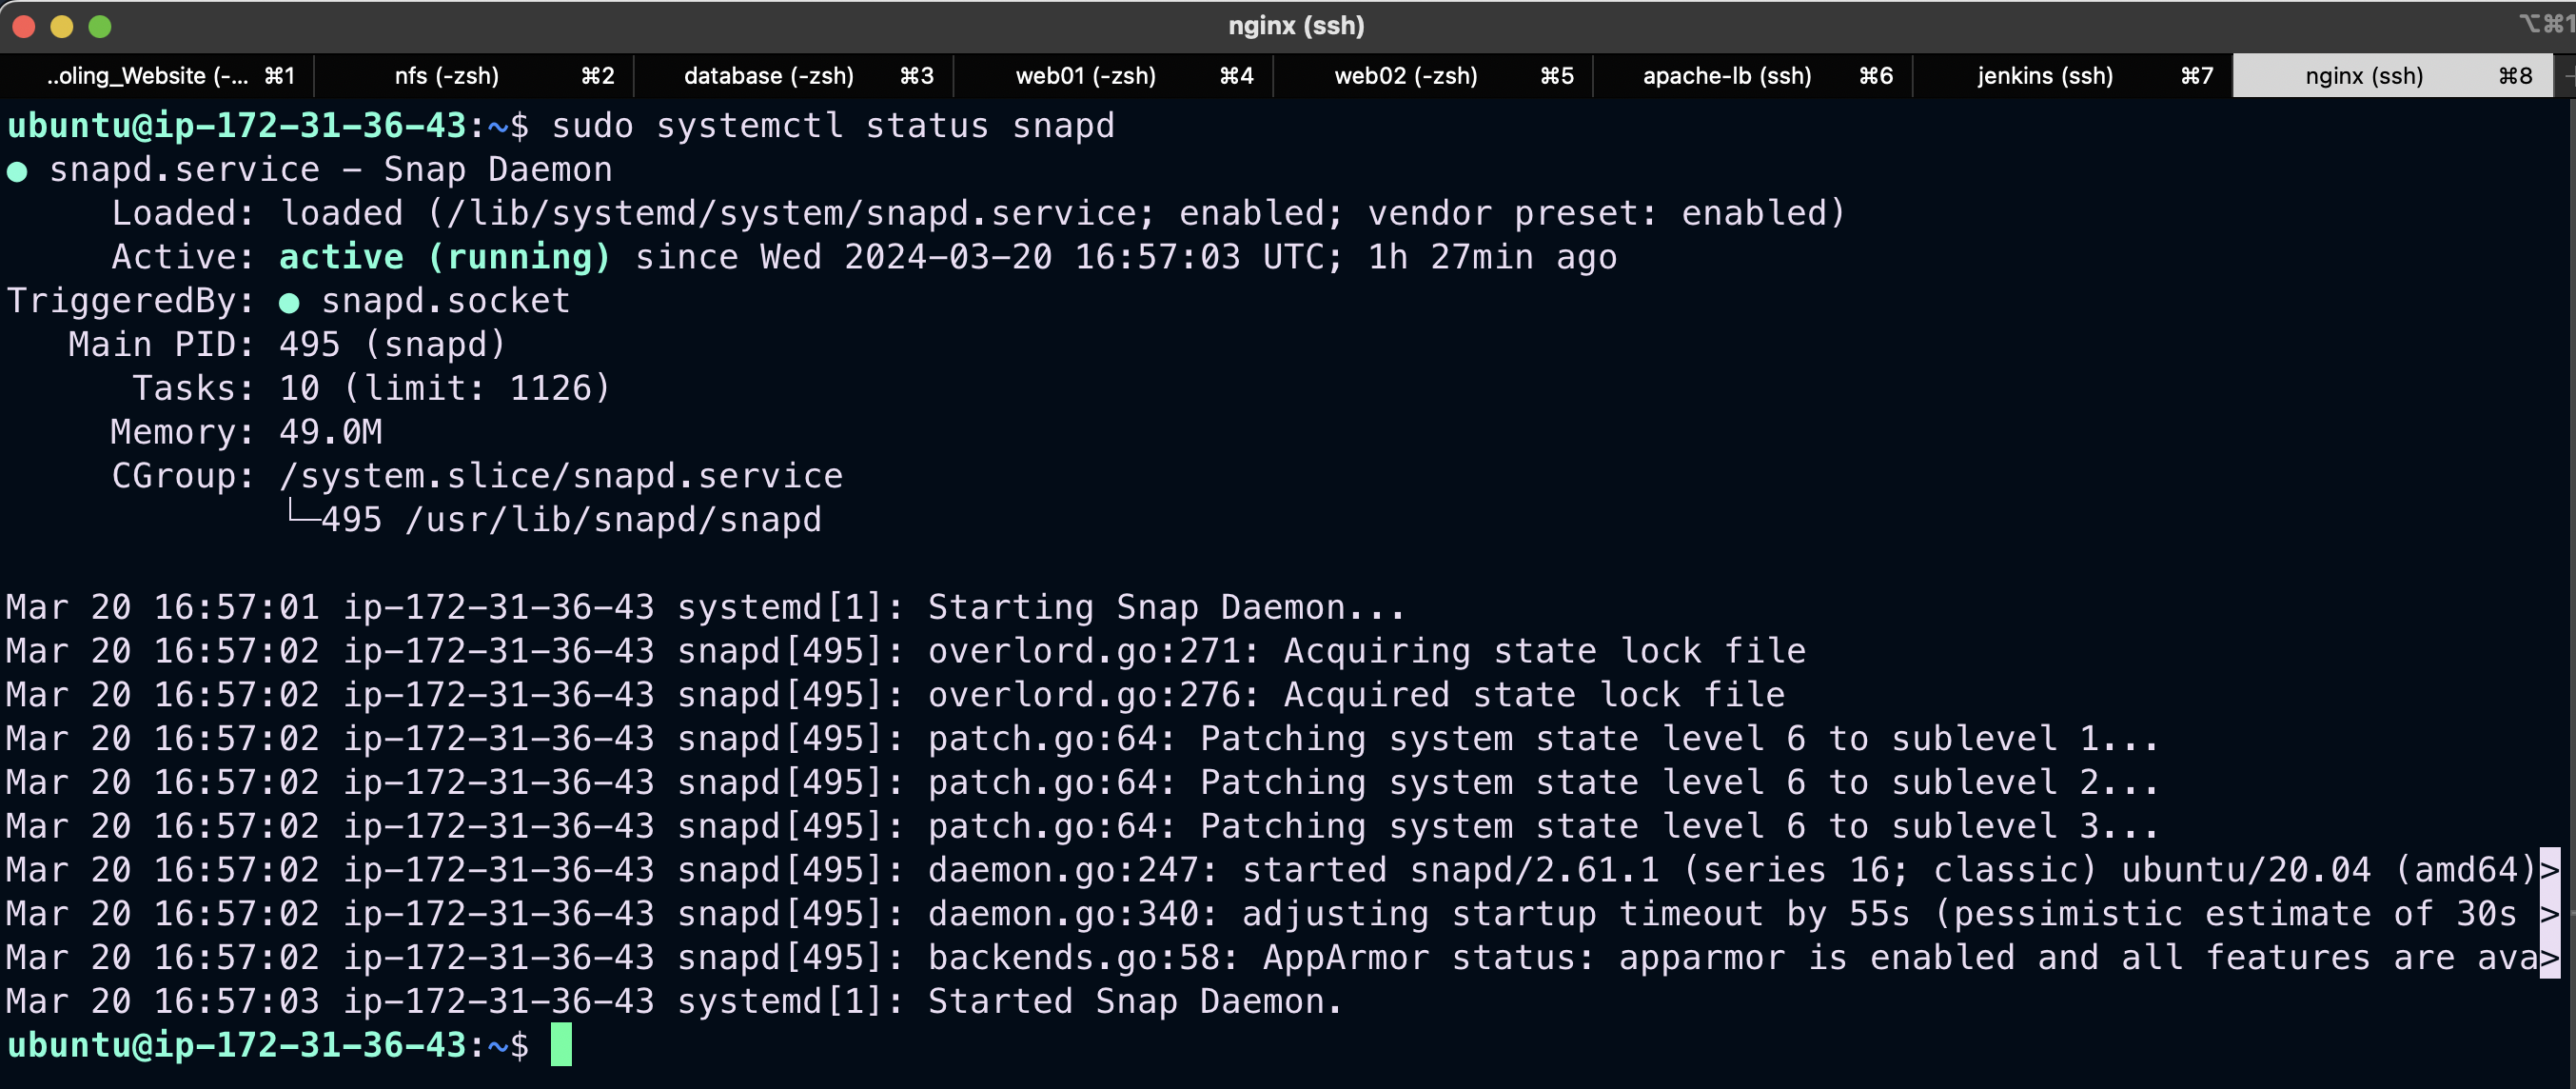 nginx (ssh)
⌥⌘1
..oling_Website (-... ⌘1 nfs (-zsh) ⌘2 database (-zsh) ⌘3 web01 (-zsh) ⌘4 web02 (-zsh) ⌘5 apache-lb (ssh) ⌘6 jenkins (ssh) ⌘7 nginx (ssh) ⌘8
ubuntu@ip-172-31-36-43:~$ sudo systemctl status snapd
● snapd.service - Snap Daemon
     Loaded: loaded (/lib/systemd/system/snapd.service; enabled; vendor preset: enabled)
     Active: active (running) since Wed 2024-03-20 16:57:03 UTC; 1h 27min ago
TriggeredBy: ● snapd.socket
   Main PID: 495 (snapd)
      Tasks: 10 (limit: 1126)
     Memory: 49.0M
     CGroup: /system.slice/snapd.service
             └─495 /usr/lib/snapd/snapd
Mar 20 16:57:01 ip-172-31-36-43 systemd[1]: Starting Snap Daemon...
Mar 20 16:57:02 ip-172-31-36-43 snapd[495]: overlord.go:271: Acquiring state lock file
Mar 20 16:57:02 ip-172-31-36-43 snapd[495]: overlord.go:276: Acquired state lock file
Mar 20 16:57:02 ip-172-31-36-43 snapd[495]: patch.go:64: Patching system state level 6 to sublevel 1...
Mar 20 16:57:02 ip-172-31-36-43 snapd[495]: patch.go:64: Patching system state level 6 to sublevel 2...
Mar 20 16:57:02 ip-172-31-36-43 snapd[495]: patch.go:64: Patching system state level 6 to sublevel 3...
Mar 20 16:57:02 ip-172-31-36-43 snapd[495]: daemon.go:247: started snapd/2.61.1 (series 16; classic) ubuntu/20.04 (amd64)>
Mar 20 16:57:02 ip-172-31-36-43 snapd[495]: daemon.go:340: adjusting startup timeout by 55s (pessimistic estimate of 30s >
Mar 20 16:57:02 ip-172-31-36-43 snapd[495]: backends.go:58: AppArmor status: apparmor is enabled and all features are ava>
Mar 20 16:57:03 ip-172-31-36-43 systemd[1]: Started Snap Daemon.
ubuntu@ip-172-31-36-43:~$